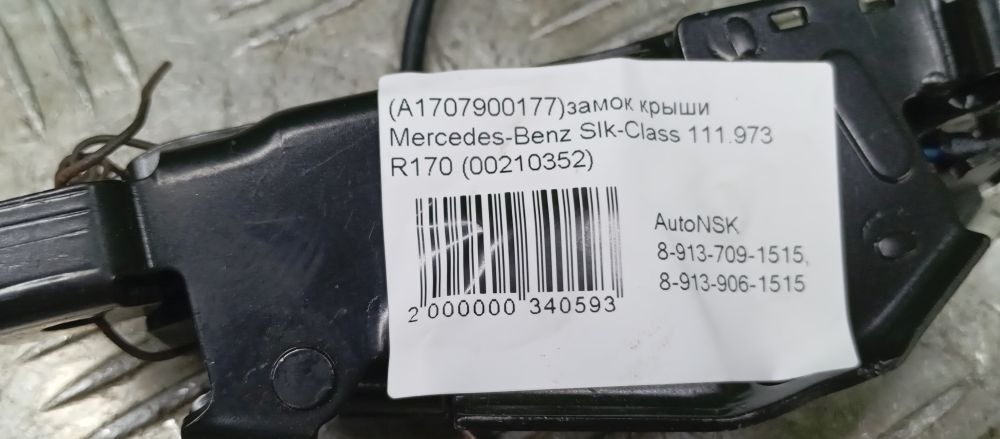 (A1707900177)замок крыши
Mercedes-Benz Slk-Class 111.973
R170 (00210352)
AutoNSK
8-913-709-1515,
8-913-906-1515
2 000000 340593